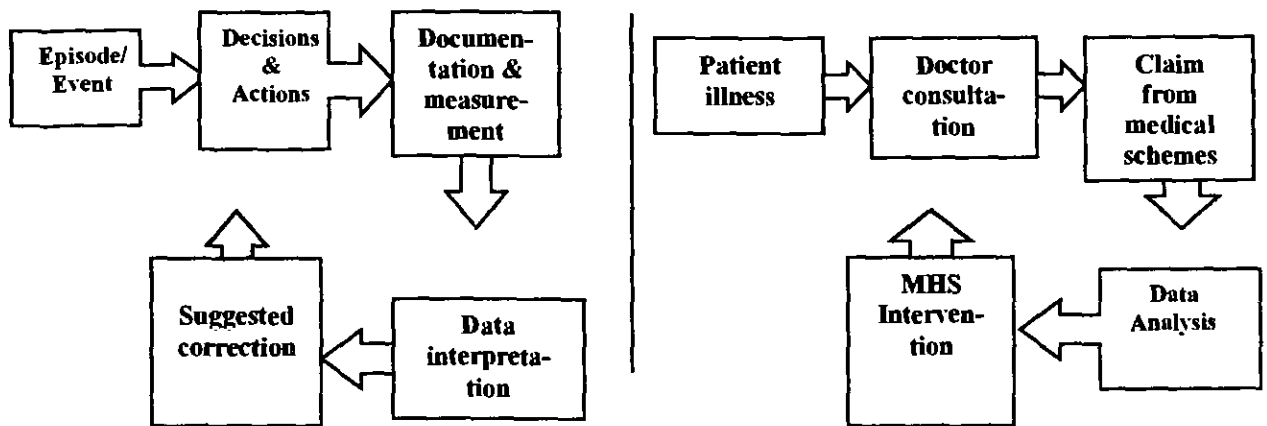 Episode/
Event
Decisions
&
Actions
Documen-
tation &
measure-
ment
Suggested
correction
Data
interpreta-
tion
Patient
illness
Doctor
consulta-
tion
Claim
from
medical
schemes
MHS
Interven-
tion
Data
Analysis